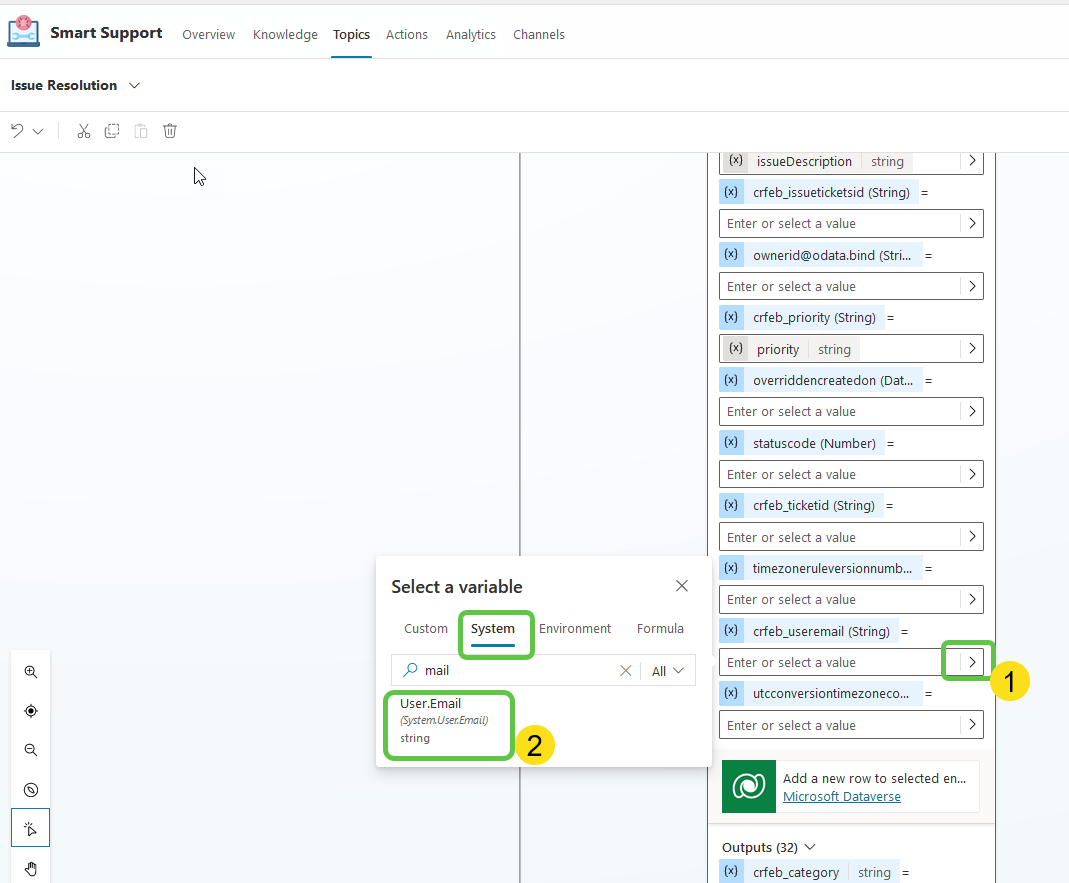 Smart Support Overview Knowledge Topics Actions Analytics Channels
Issue Resolution
(x) issueDescription string
(x) crfeb_issueticketsid (String) =
Enter or select a value
(x) ownerid@odata.bind (Stri... =
Enter or select a value
(x) crfeb_priority (String) =
(x) priority string
(x) overriddencreatedon (Dat... =
Enter or select a value
(x) statuscode (Number) =
Enter or select a value
(x) crfeb_ticketid (String) =
Enter or select a value
(x) timezoneruleversionnumb... =
Enter or select a value
(x) crfeb_useremail (String) =
Enter or select a value
1
(x) utcconversiontimezoneco... =
Enter or select a value
Select a variable
Custom System Environment Formula
mail All
User.Email
(System.User.Email)
string
2
Add a new row to selected en...
Microsoft Dataverse
Outputs (32)
(x) crfeb_category string =